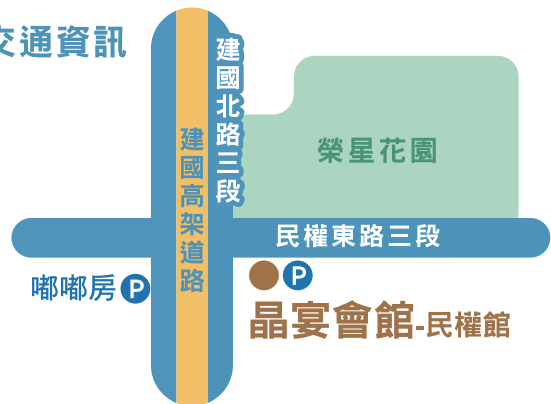 交通資訊
建國北路三段
建國高架道路
榮星花園
民權東路三段
嘟嘟房 P
P
晶宴會館-民權館